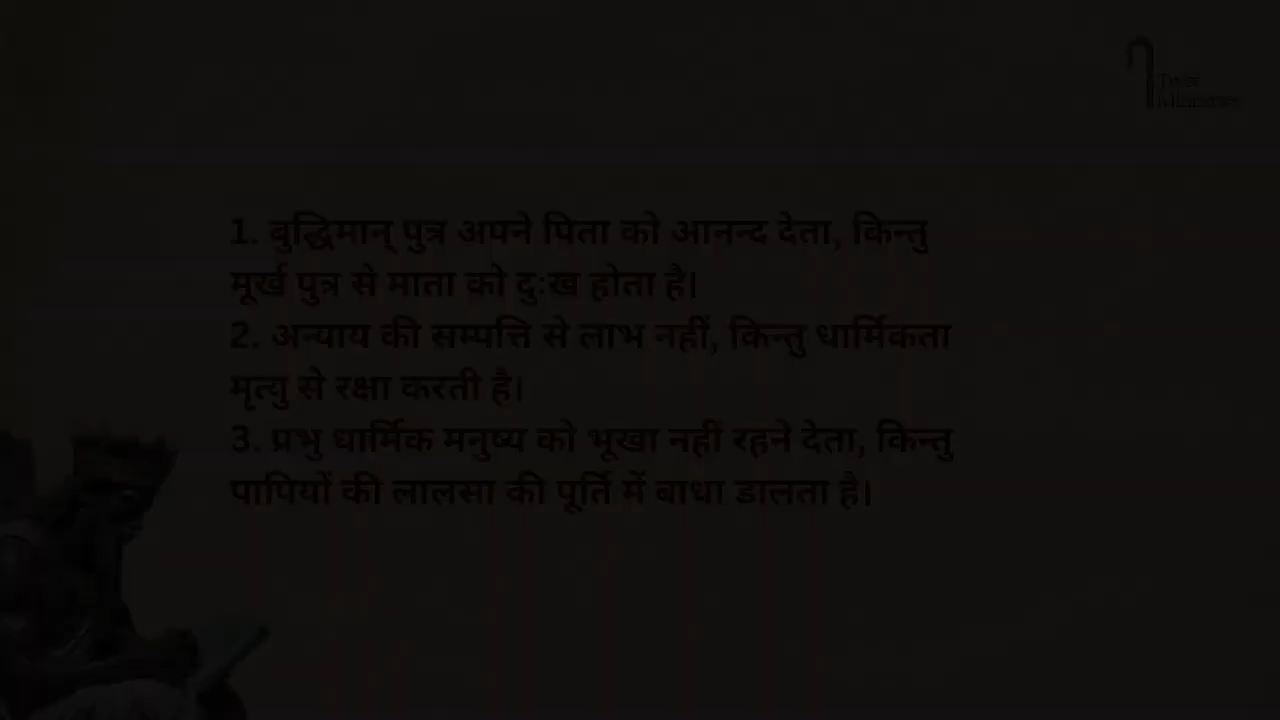 1. बुद्धिमान् पुत्र अपने पिता को आनन्द देता, किन्तु
मूर्ख पुत्र से माता को दुःख होता है।
2. अन्याय की सम्पत्ति से लाभ नहीं, किन्तु धार्मिकता
मृत्यु से रक्षा करती है।
3. प्रभु धार्मिक मनुष्य को भूखा नही रहने देता, किन्तु
पापियों की लालसा की पूर्ति में बाधा डालता है।